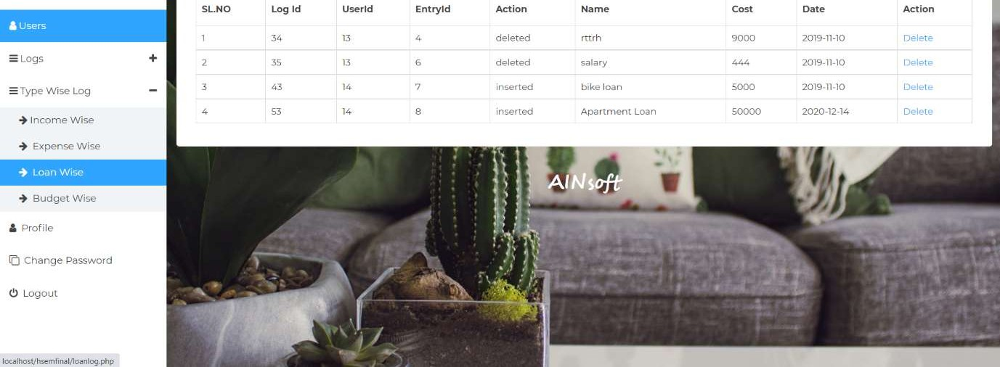 SL.NO Log Id UserId EntryId Action Name Cost Date Action
1 34 13 4 deleted rttrh 9000 2019-11-10 Delete
2 35 13 6 deleted salary 444 2019-11-10 Delete
3 43 14 7 inserted bike loan 5000 2019-11-10 Delete
4 53 14 8 inserted Apartment Loan 50000 2020-12-14 Delete
Users
Logs
Type Wise Log
Income Wise
Expense Wise
Loan Wise
Budget Wise
Profile
Change Password
Logout
AINsoft
localhost/hsemfinal/loanlog.php